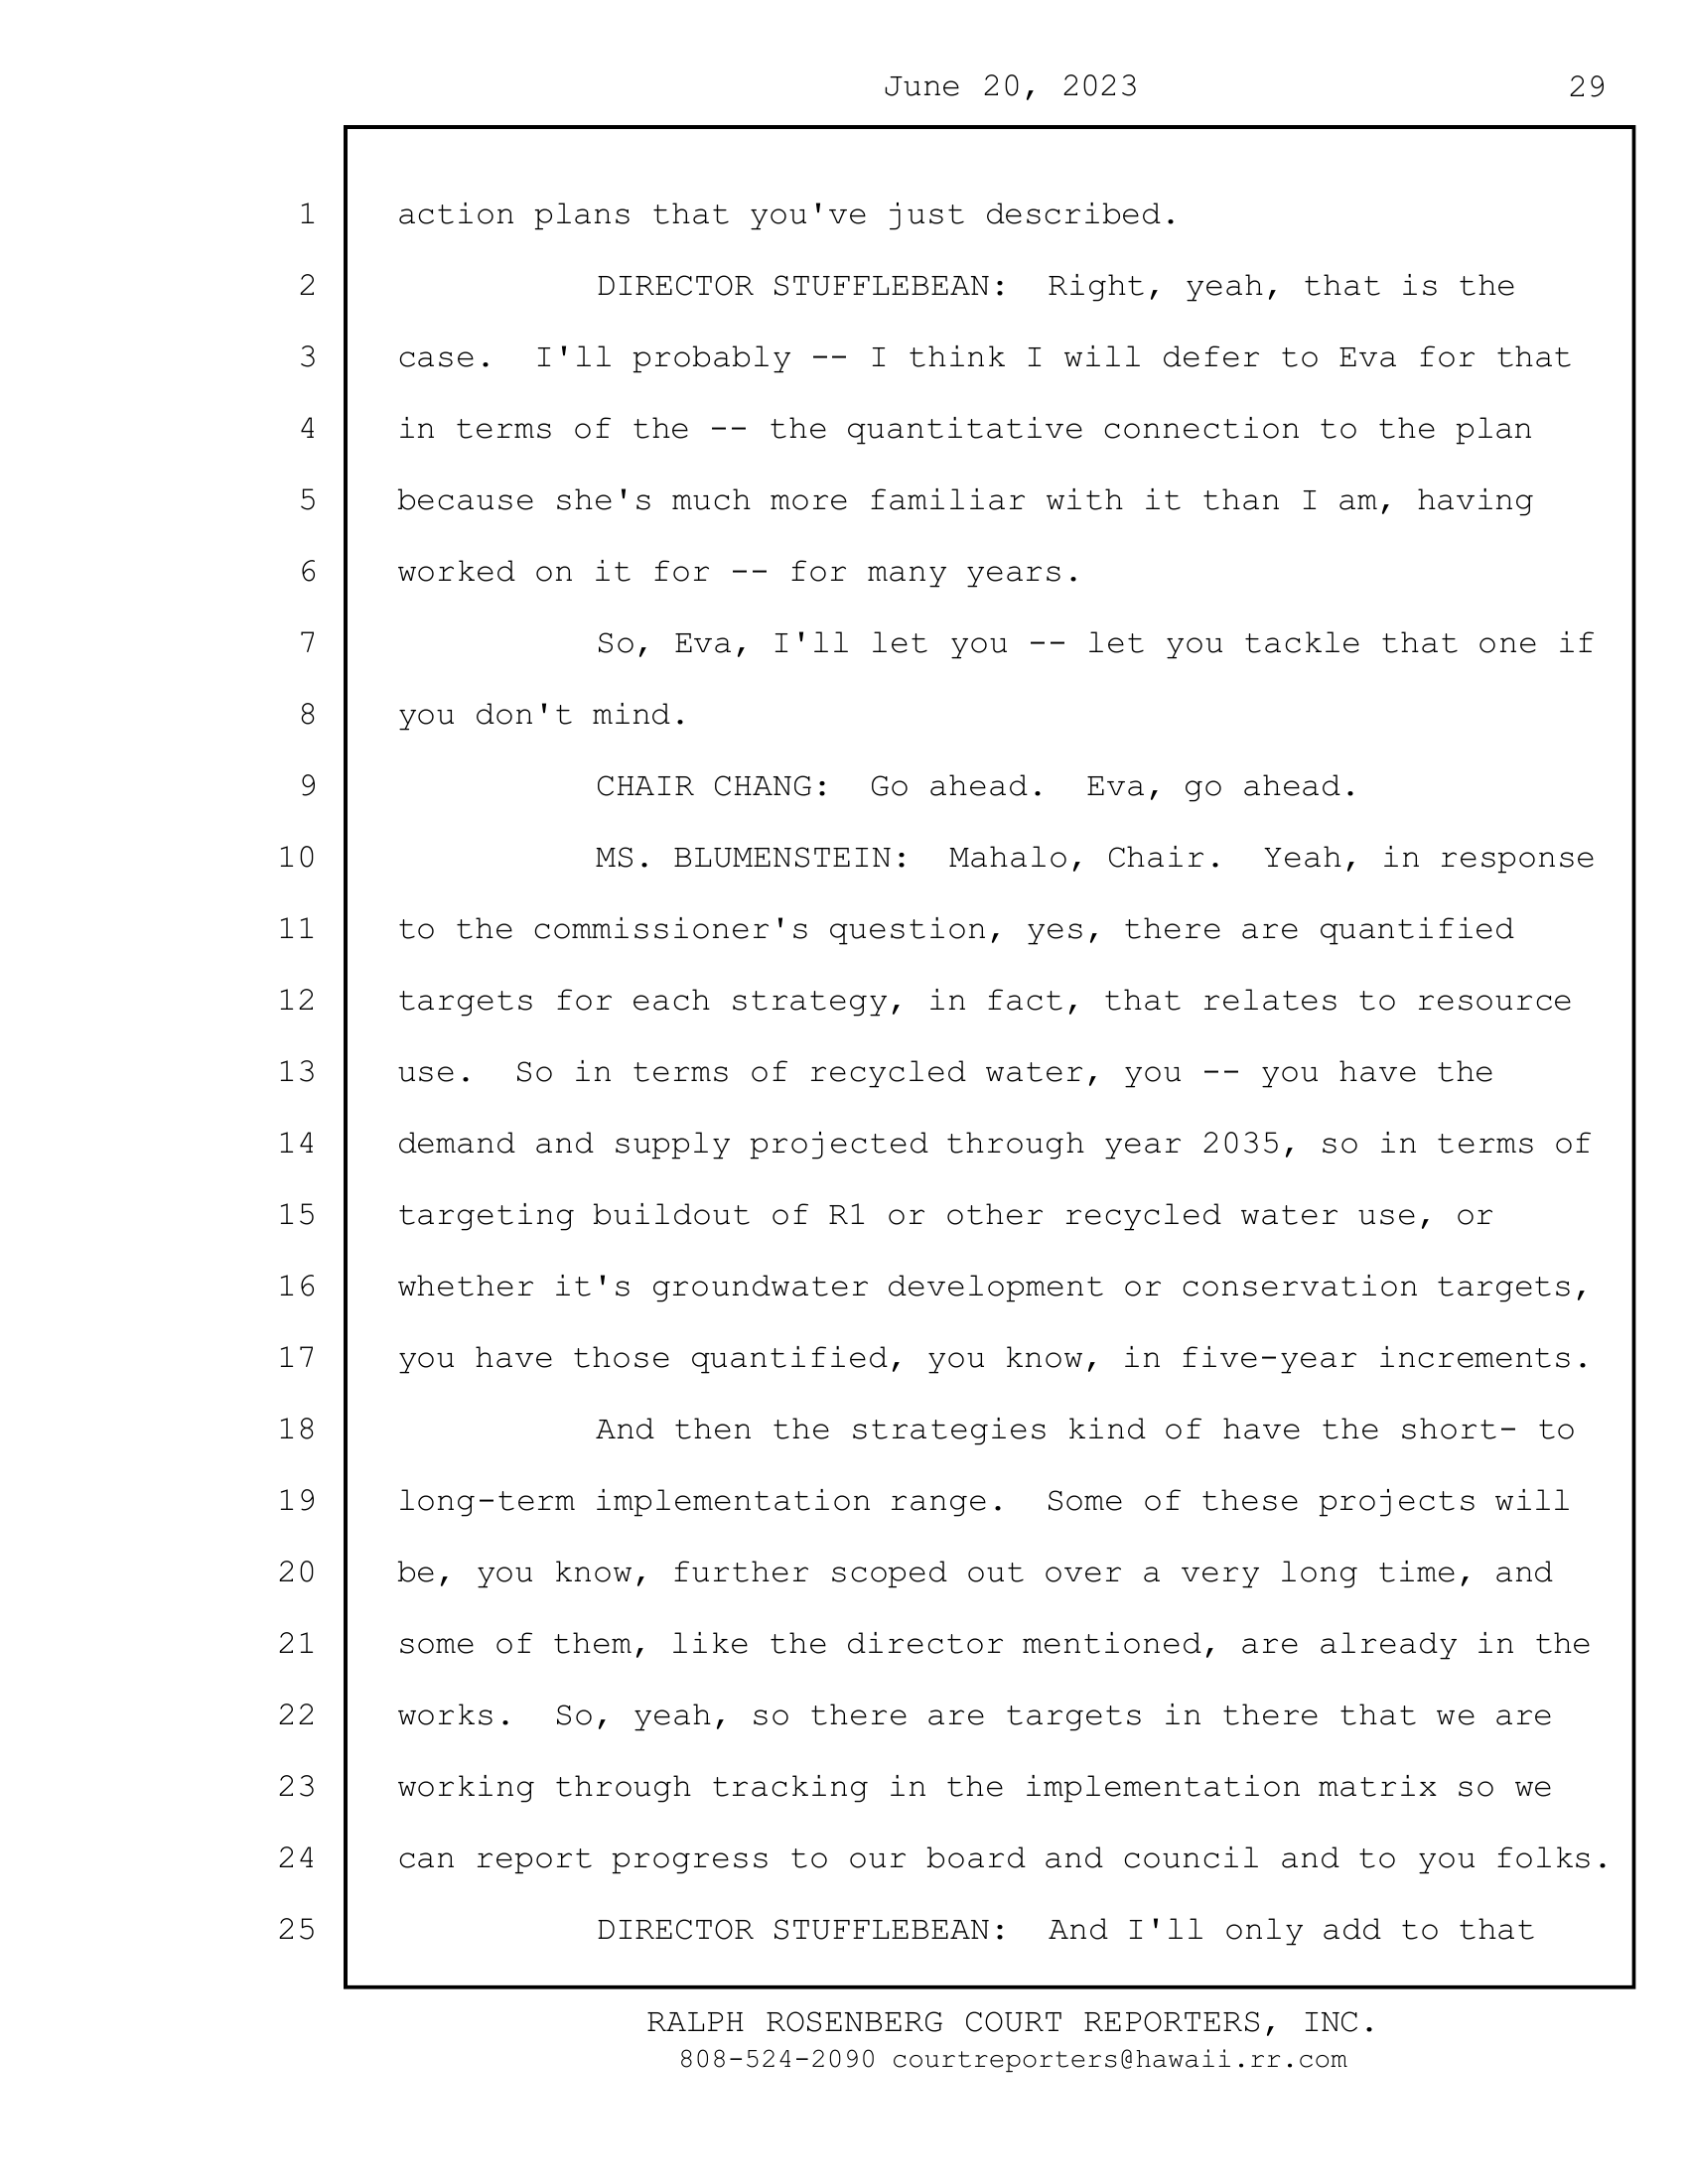 June 20, 2023 29
1 action plans that you've just described.
2 DIRECTOR STUFFLEBEAN: Right, yeah, that is the
3 case. I'll probably -- I think I will defer to Eva for that
4 in terms of the -- the quantitative connection to the plan
5 because she's much more familiar with it than I am, having
6 worked on it for -- for many years.
7 So, Eva, I'll let you -- let you tackle that one if
8 you don't mind.
9 CHAIR CHANG: Go ahead. Eva, go ahead.
10 MS. BLUMENSTEIN: Mahalo, Chair. Yeah, in response
11 to the commissioner's question, yes, there are quantified
12 targets for each strategy, in fact, that relates to resource
13 use. So in terms of recycled water, you -- you have the
14 demand and supply projected through year 2035, so in terms of
15 targeting buildout of R1 or other recycled water use, or
16 whether it's groundwater development or conservation targets,
17 you have those quantified, you know, in five-year increments.
18 And then the strategies kind of have the short- to
19 long-term implementation range. Some of these projects will
20 be, you know, further scoped out over a very long time, and
21 some of them, like the director mentioned, are already in the
22 works. So, yeah, so there are targets in there that we are
23 working through tracking in the implementation matrix so we
24 can report progress to our board and council and to you folks.
25 DIRECTOR STUFFLEBEAN: And I'll only add to that
RALPH ROSENBERG COURT REPORTERS, INC.
808-524-2090 courtreporters@hawaii.rr.com